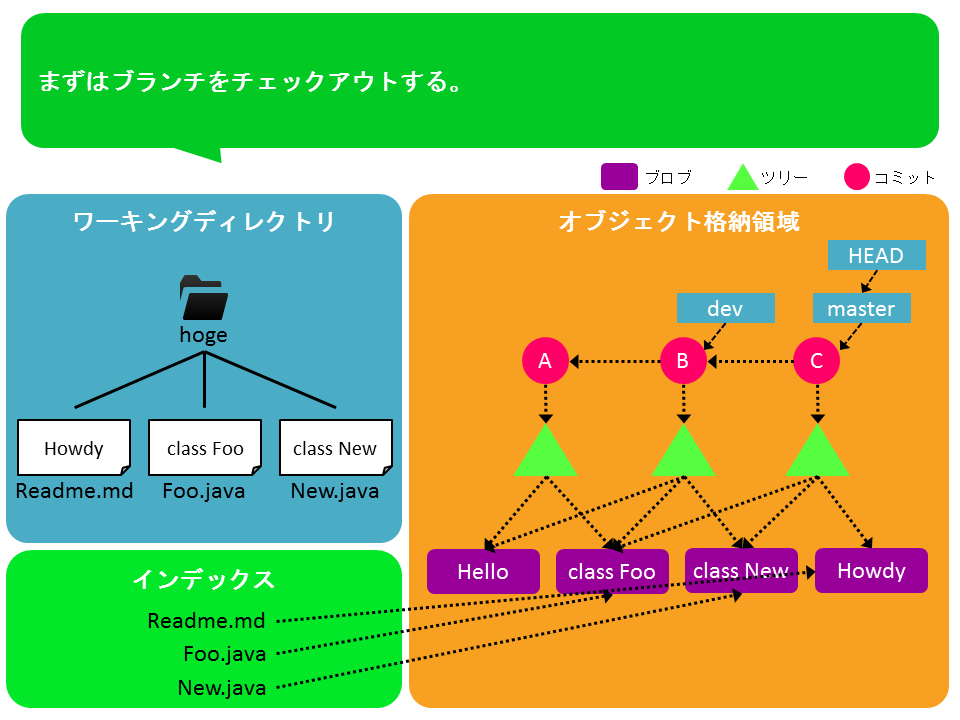 まずはブランチをチェックアウトする。
ブロブ
ツリー
コミット
ワーキングディレクトリ
hoge
Howdy
class Foo
class New
Readme.md
Foo.java
New.java
オブジェクト格納領域
HEAD
dev
master
A
B
C
Hello
class Foo
class New
Howdy
インデックス
Readme.md
Foo.java
New.java